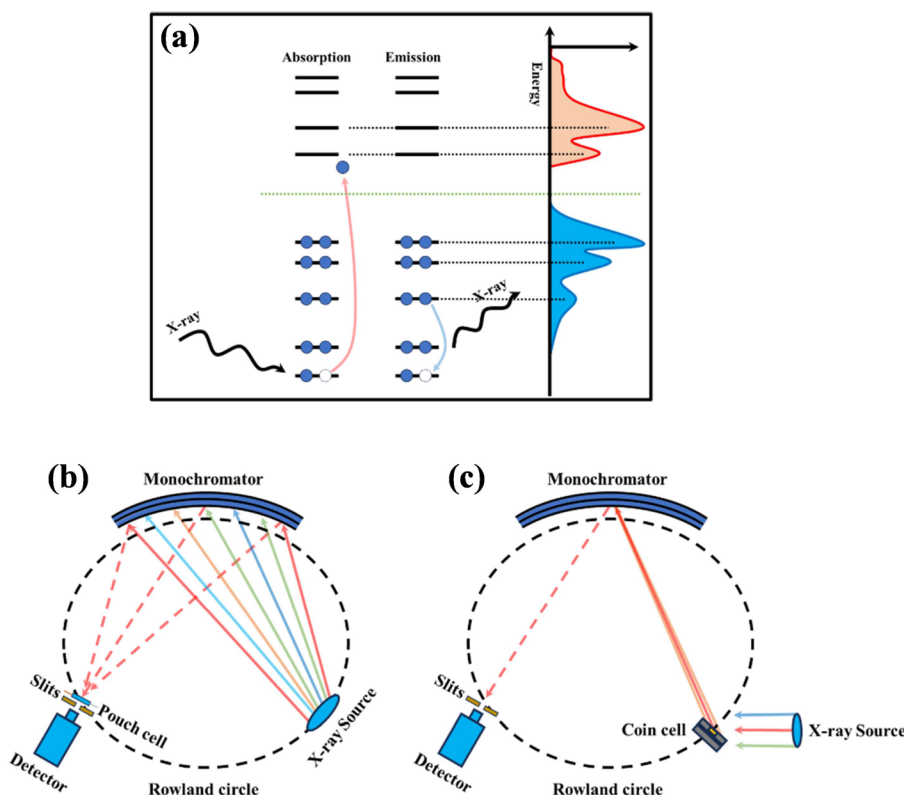 (a)
Absorption
Emission
Energy
X-ray
X-ray
(b)
Monochromator
Slits
Pouch cell
X-ray Source
Detector
Rowland circle
(c)
Monochromator
Slits
Coin cell
X-ray Source
Detector
Rowland circle